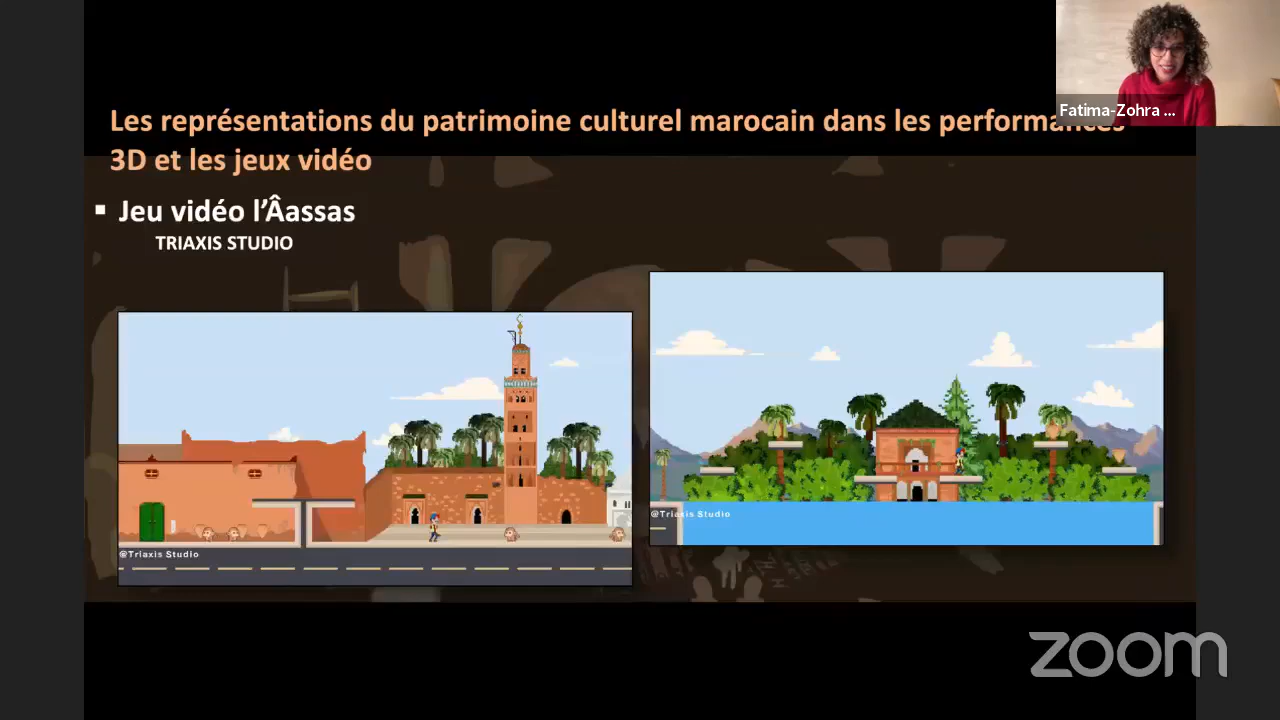 Fatima-Zohra ...
Les représentations du patrimoine culturel marocain dans les performances
3D et les jeux vidéo
▪ Jeu vidéo l'Âassas
TRIAXIS STUDIO
@Triaxis Studio
@Triaxis Studio
zoom